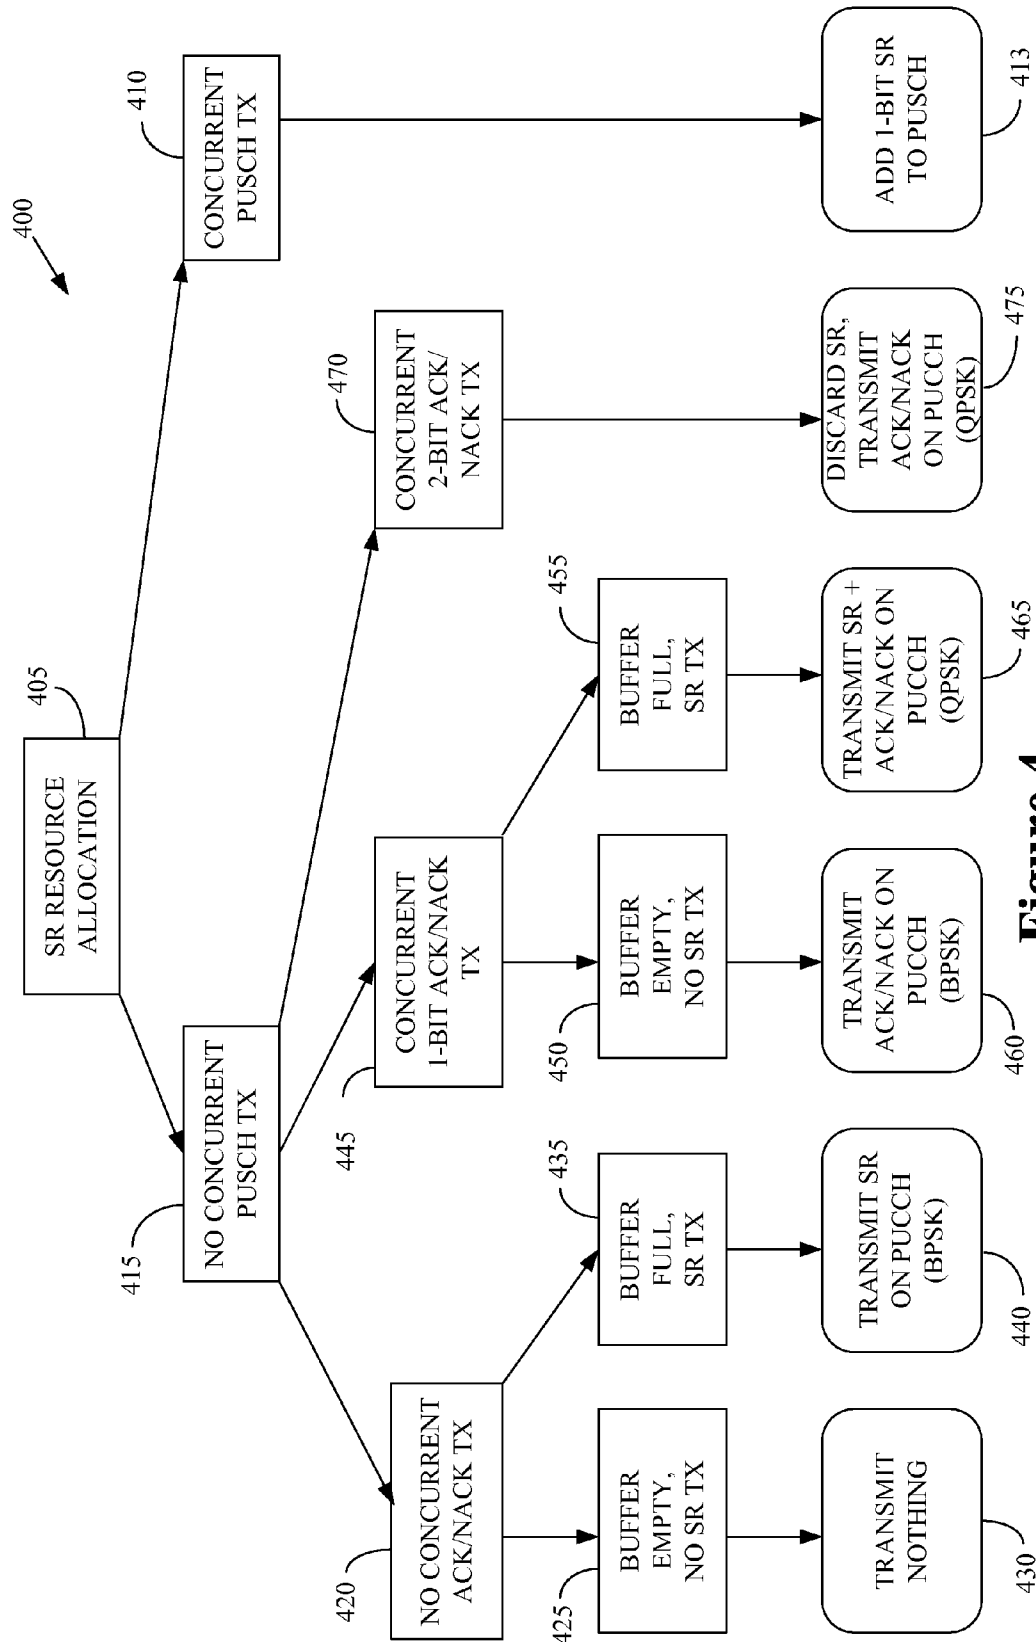 400
SR RESOURCE
ALLOCATION
405
NO CONCURRENT
PUSCH TX
415
CONCURRENT
PUSCH TX
410
NO CONCURRENT
ACK/NACK TX
420
CONCURRENT
1-BIT ACK/NACK
TX
445
CONCURRENT
2-BIT ACK/
NACK TX
470
BUFFER
EMPTY,
NO SR TX
425
BUFFER
FULL,
SR TX
435
BUFFER
EMPTY,
NO SR TX
450
BUFFER
FULL,
SR TX
455
TRANSMIT
NOTHING
430
TRANSMIT SR
ON PUCCH
(BPSK)
440
TRANSMIT
ACK/NACK ON
PUCCH
(BPSK)
460
TRANSMIT SR +
ACK/NACK ON
PUCCH
(QPSK)
465
DISCARD SR,
TRANSMIT
ACK/NACK
ON PUCCH
(QPSK)
475
ADD 1-BIT SR
TO PUSCH
413
Figure 4